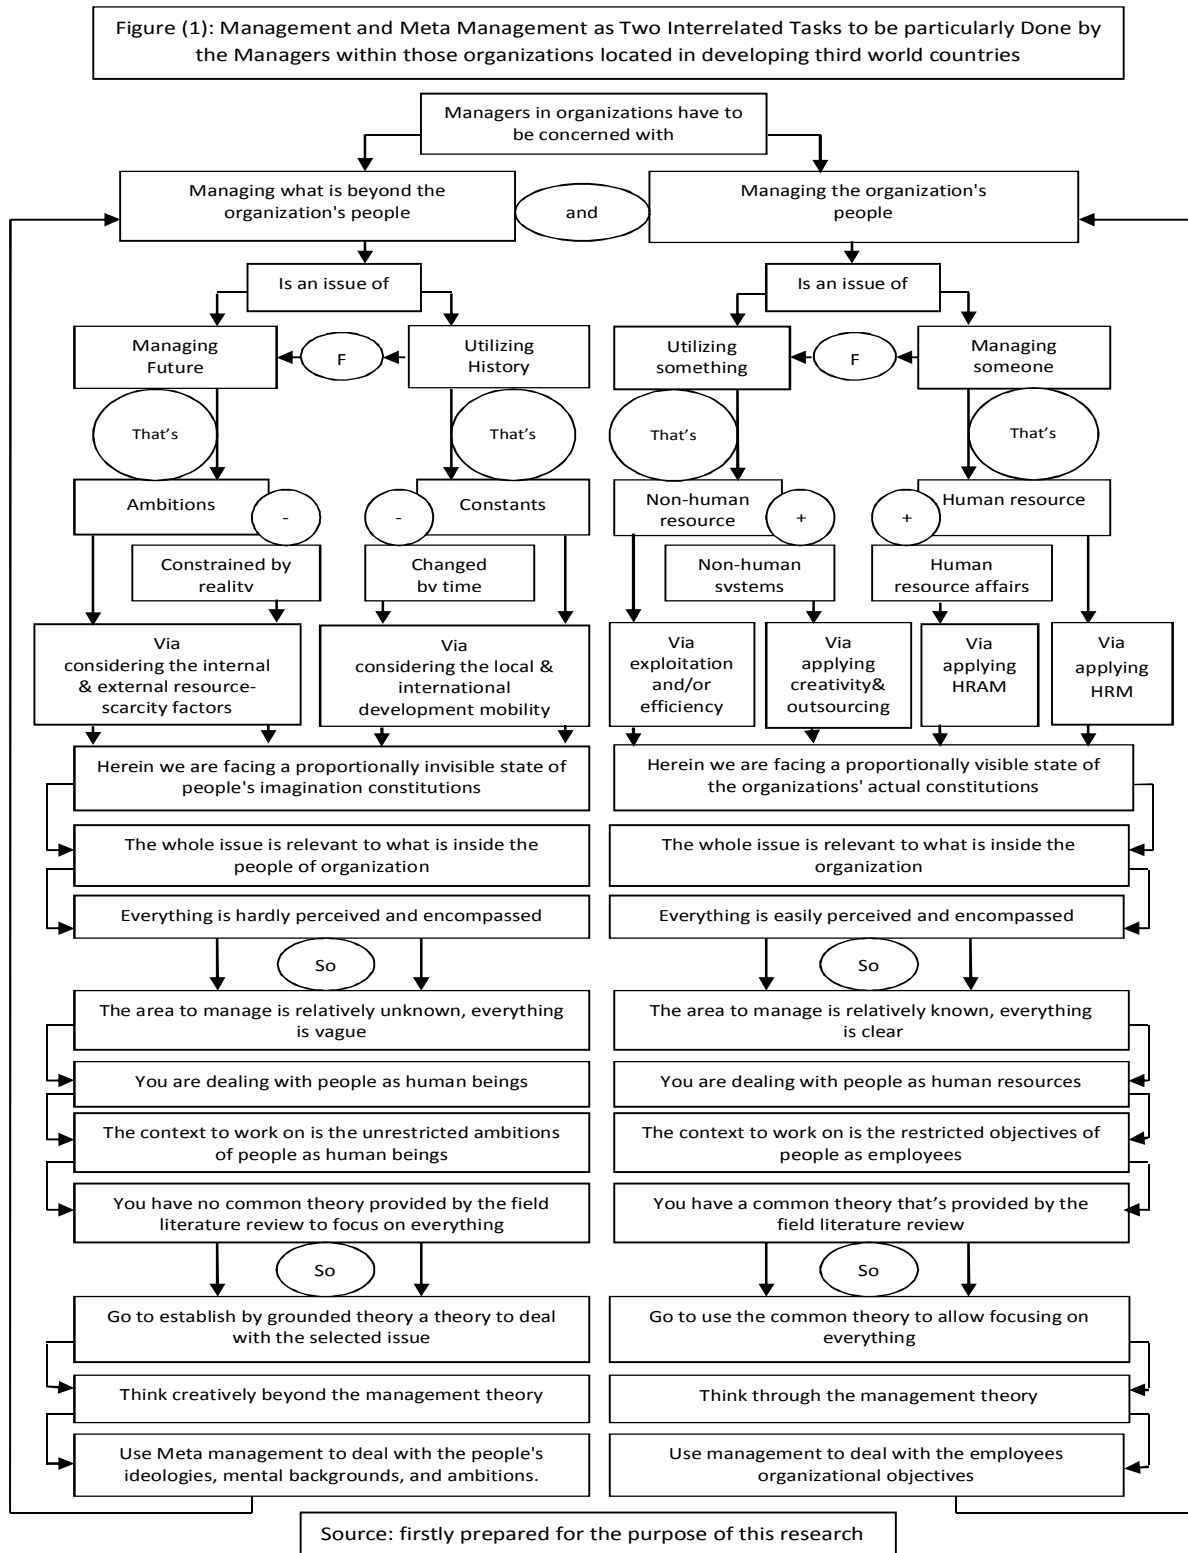 Figure (1): Management and Meta Management as Two Interrelated Tasks to be particularly Done by
the Managers within those organizations located in developing third world countries
Managers in organizations have to
be concerned with
Managing what is beyond the
organization's people
and
Managing the organization's
people
Is an issue of
Is an issue of
Managing
Future
F
Utilizing
History
Utilizing
something
F
Managing
someone
That's
That's
That's
That's
Ambitions
-
-
Constants
Non-human
resource
+
+
Human resource
Constrained by
reality
Changed
by time
Non-human
systems
Human
resource affairs
Via
considering the internal
& external resource-
scarcity factors
Via
considering the local &
international
development mobility
Via
exploitation
and/or
efficiency
Via
applying
creativity&
outsourcing
Via
applying
HRAM
Via
applying
HRM
Herein we are facing a proportionally invisible state of
people's imagination constitutions
Herein we are facing a proportionally visible state of
the organizations' actual constitutions
The whole issue is relevant to what is inside the
people of organization
The whole issue is relevant to what is inside the
organization
Everything is hardly perceived and encompassed
Everything is easily perceived and encompassed
So
So
The area to manage is relatively unknown, everything
is vague
The area to manage is relatively known, everything
is clear
You are dealing with people as human beings
You are dealing with people as human resources
The context to work on is the unrestricted ambitions
of people as human beings
The context to work on is the restricted objectives of
people as employees
You have no common theory provided by the field
literature review to focus on everything
You have a common theory that's provided by the
field literature review
So
So
Go to establish by grounded theory a theory to deal
with the selected issue
Go to use the common theory to allow focusing on
everything
Think creatively beyond the management theory
Think through the management theory
Use Meta management to deal with the people's
ideologies, mental backgrounds, and ambitions.
Use management to deal with the employees
organizational objectives
Source: firstly prepared for the purpose of this research